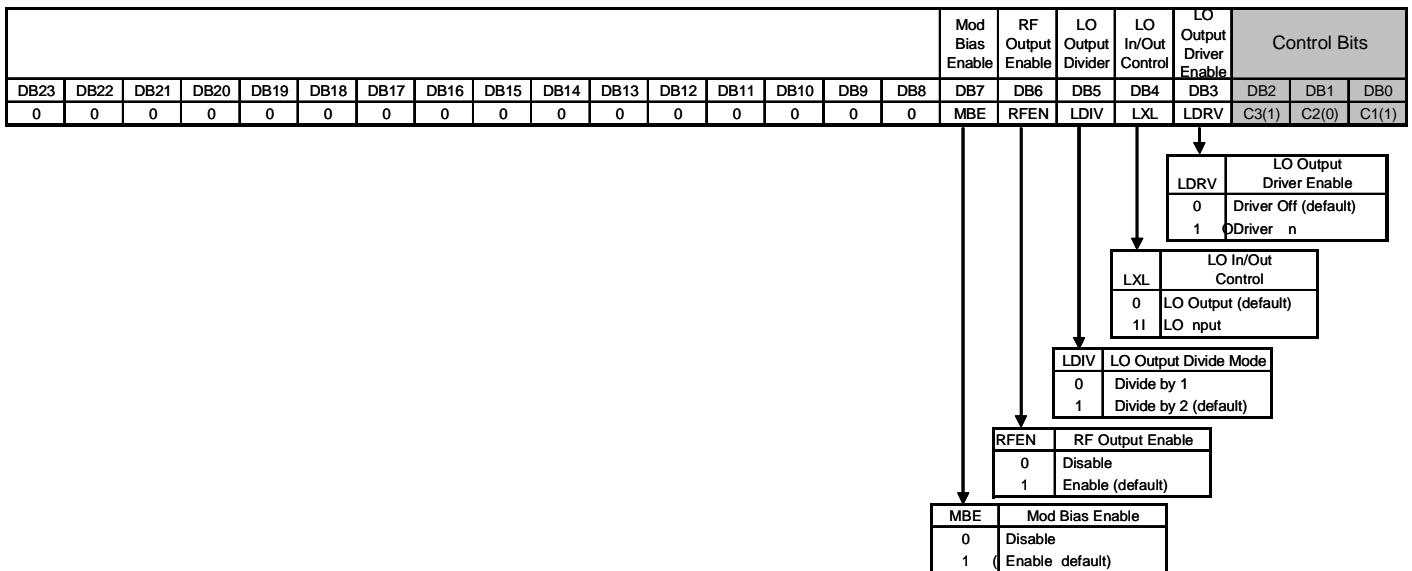 Mod Bias Enable
RF Output Enable
LO Output Divider
LO In/Out Control
LO Output Driver Enable
Control Bits
DB23 DB22 DB21 DB20 DB19 DB18 DB17 DB16 DB15 DB14 DB13 DB12 DB11 DB10 DB9 DB8 DB7 DB6 DB5 DB4 DB3 DB2 DB1 DB0
0 0 0 0 0 0 0 0 0 0 0 0 0 0 0 0 MBE RFEN LDIV LXL LDRV C3(1) C2(0) C1(1)
LDRV LO Output Driver Enable
0 Driver Off (default)
1 ODriver n
LXL LO In/Out Control
0 LO Output (default)
1I LO nput
LDIV LO Output Divide Mode
0 Divide by 1
1 Divide by 2 (default)
RFEN RF Output Enable
0 Disable
1 Enable (default)
MBE Mod Bias Enable
0 Disable
1 ( Enable default)